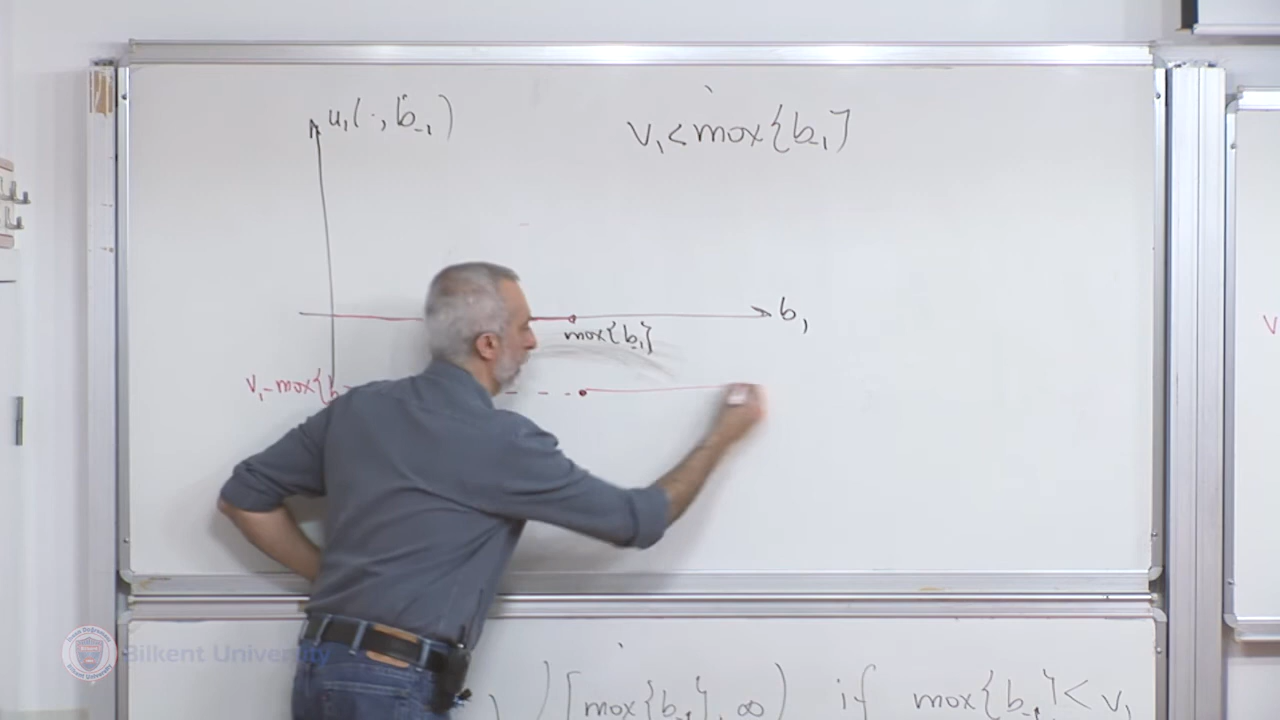 u₁(·, b₋₁)
v₁ < max{b₋₁}
b₁
max{b₋₁}
v₁ - max{b
Bilkent University
) [max{b₋₁}, ∞) if max{b₋₁} < v₁
v